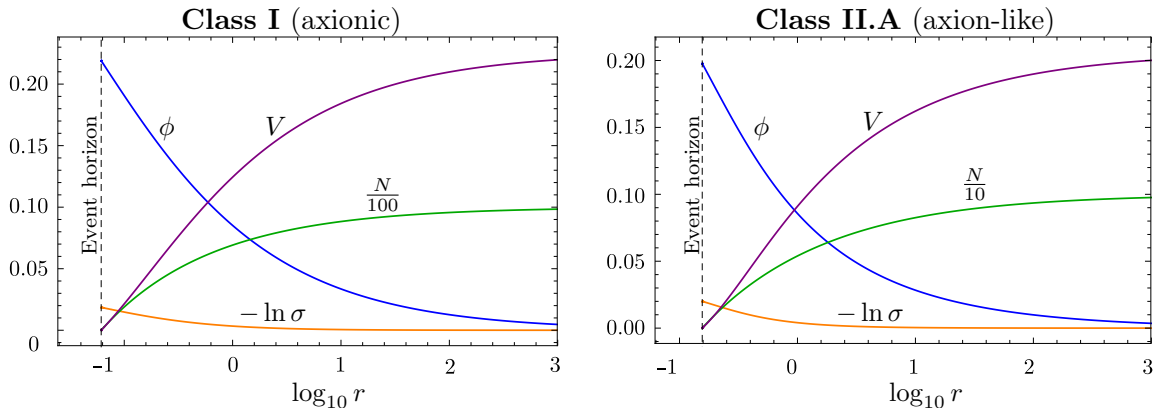 Class I (axionic)
0.20
0.15
0.10
0.05
0
Event horizon
ϕ
V
N/100
− ln σ
−1
0
1
2
3
log₁₀ r
Class II.A (axion-like)
0.20
0.15
0.10
0.05
0.00
Event horizon
ϕ
V
N/10
− ln σ
−1
0
1
2
3
log₁₀ r